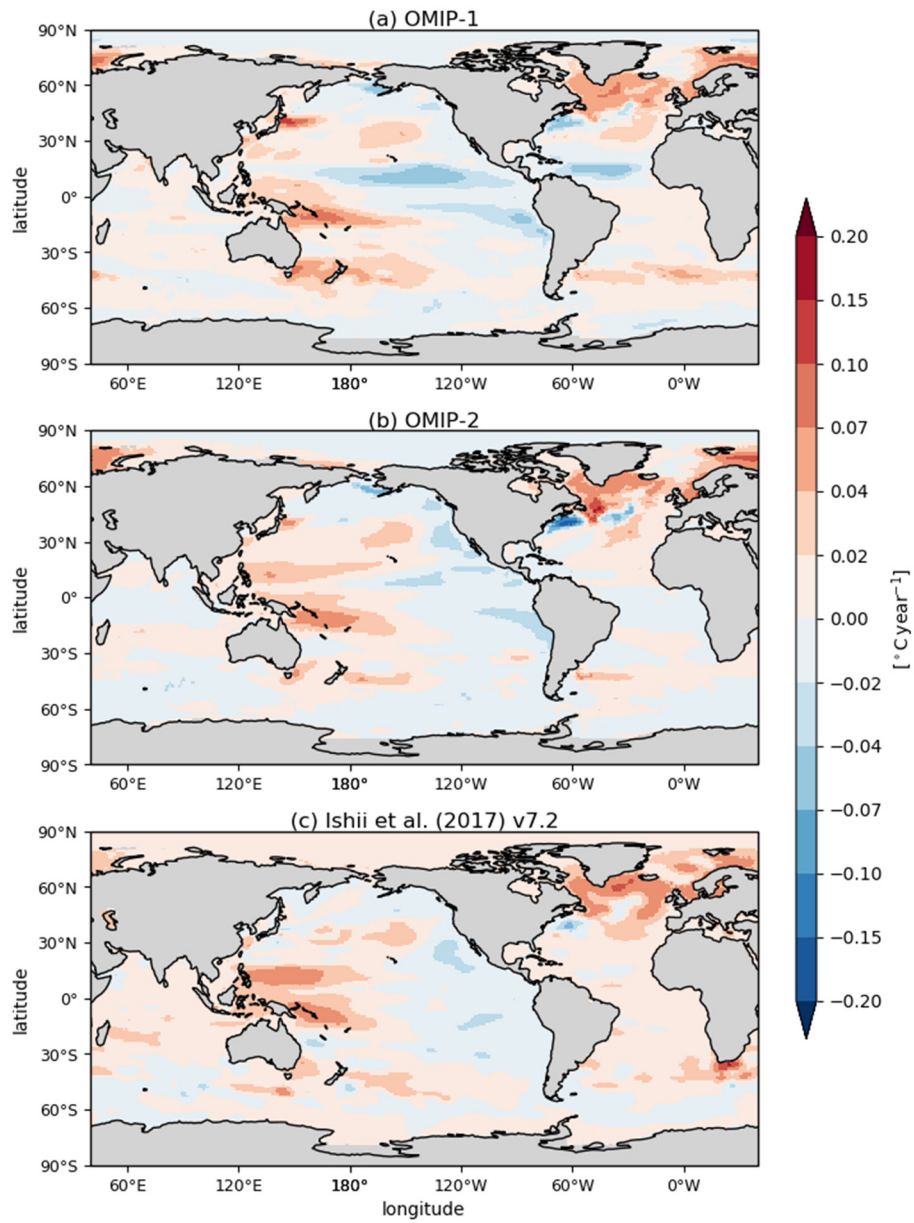 (a) OMIP-1
90°N
60°N
30°N
0°
30°S
60°S
90°S
latitude
60°E 120°E 180° 120°W 60°W 0°W
(b) OMIP-2
90°N
60°N
30°N
0°
30°S
60°S
90°S
latitude
60°E 120°E 180° 120°W 60°W 0°W
(c) Ishii et al. (2017) v7.2
90°N
60°N
30°N
0°
30°S
60°S
90°S
latitude
60°E 120°E 180° 120°W 60°W 0°W
longitude
0.20
0.15
0.10
0.07
0.04
0.02
0.00
−0.02
−0.04
−0.07
−0.10
−0.15
−0.20
[°C year⁻¹]